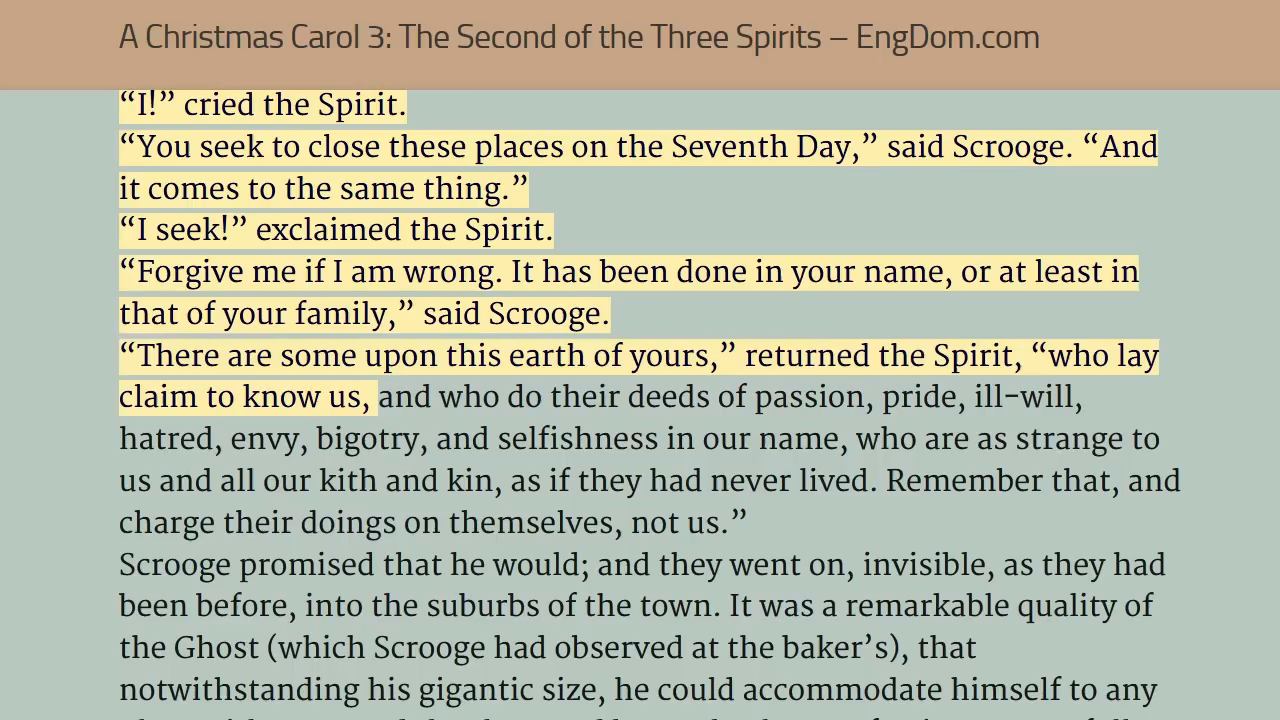 A Christmas Carol 3: The Second of the Three Spirits – EngDom.com
“I!” cried the Spirit.
“You seek to close these places on the Seventh Day,” said Scrooge. “And
it comes to the same thing.”
“I seek!” exclaimed the Spirit.
“Forgive me if I am wrong. It has been done in your name, or at least in
that of your family,” said Scrooge.
“There are some upon this earth of yours,” returned the Spirit, “who lay
claim to know us, and who do their deeds of passion, pride, ill-will,
hatred, envy, bigotry, and selfishness in our name, who are as strange to
us and all our kith and kin, as if they had never lived. Remember that, and
charge their doings on themselves, not us.”
Scrooge promised that he would; and they went on, invisible, as they had
been before, into the suburbs of the town. It was a remarkable quality of
the Ghost (which Scrooge had observed at the baker’s), that
notwithstanding his gigantic size, he could accommodate himself to any